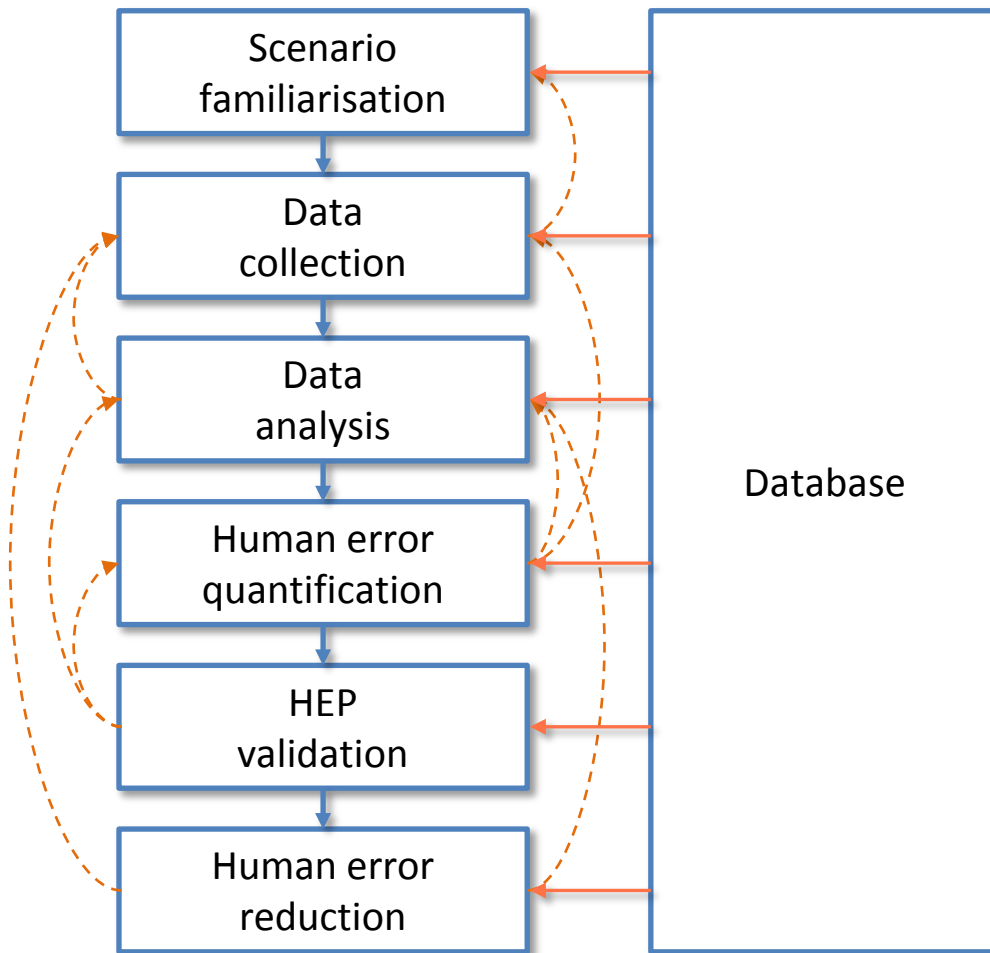 Scenario
familiarisation
Data
collection
Data
analysis
Human error
quantification
HEP
validation
Human error
reduction
Database